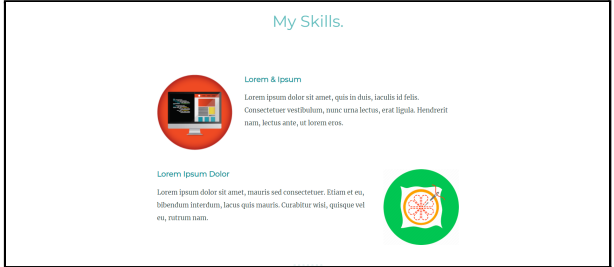 My Skills.
Lorem & Ipsum
Lorem ipsum dolor sit amet, quis in duis, iaculis id felis.
Consectetuer vestibulum, nunc urna lectus, erat ligula. Hendrerit
nam, lectus ante, ut lorem eros.
Lorem Ipsum Dolor
Lorem ipsum dolor sit amet, mauris sed consectetuer. Etiam et eu,
bibendum interdum, lacus quis mauris. Curabitur wisi, quisque vel
eu, rutrum nam.